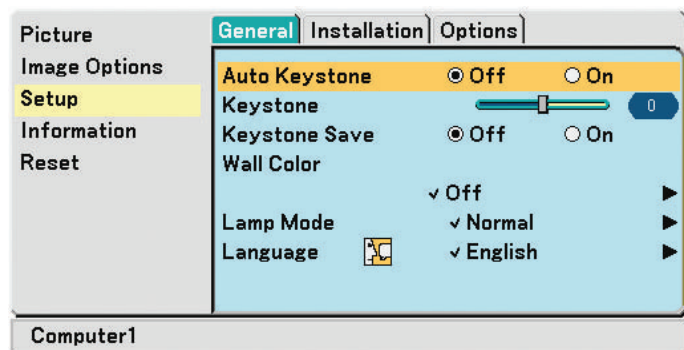 Picture
Image Options
Setup
Information
Reset
General Installation Options
Auto Keystone Off On
Keystone 0
Keystone Save Off On
Wall Color
Off
Lamp Mode Normal
Language English
Computer1